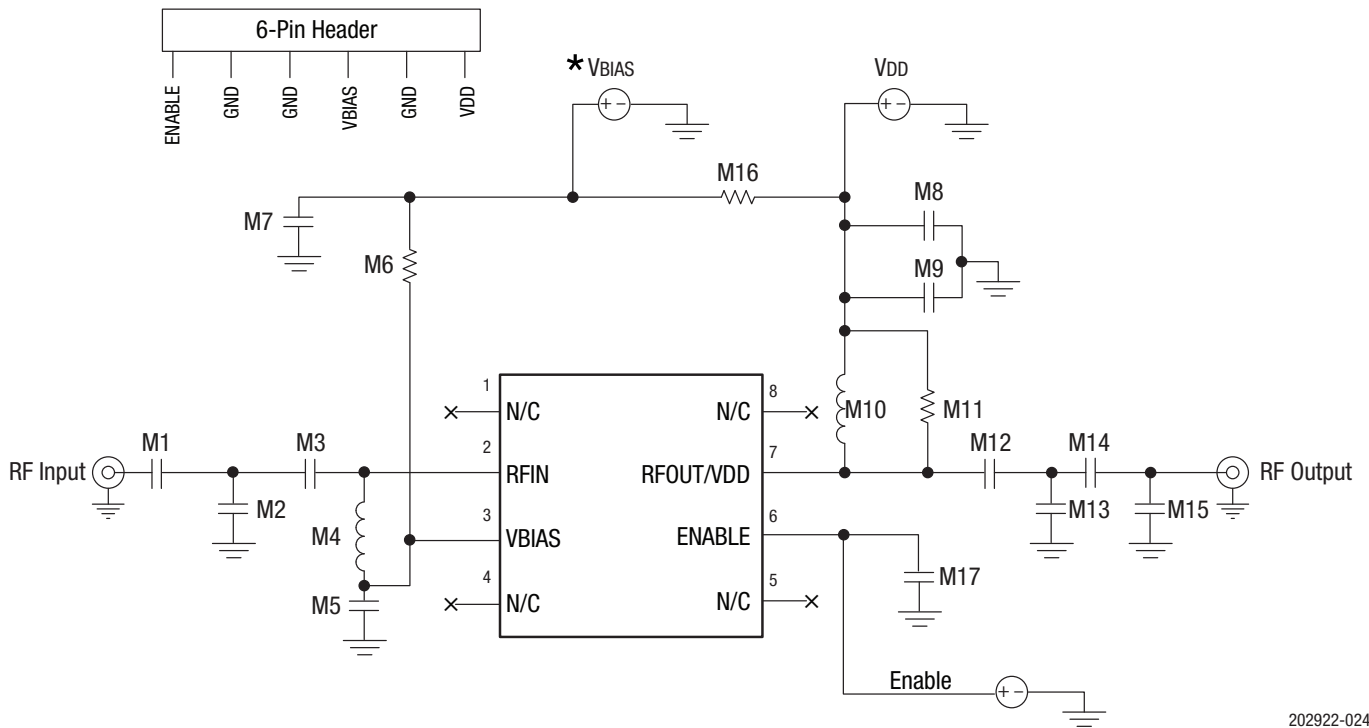 6-Pin Header
ENABLE
GND
GND
VBIAS
GND
VDD
* VBIAS
VDD
+ -
+ -
M16
M8
M7
M6
M9
1
N/C
8
N/C
M10
M11
RF Input
M1
M3
2
RFIN
7
RFOUT/VDD
M12
M14
RF Output
M2
M4
3
VBIAS
6
ENABLE
M13
M15
M5
4
N/C
5
N/C
M17
Enable
+ -
202922-024